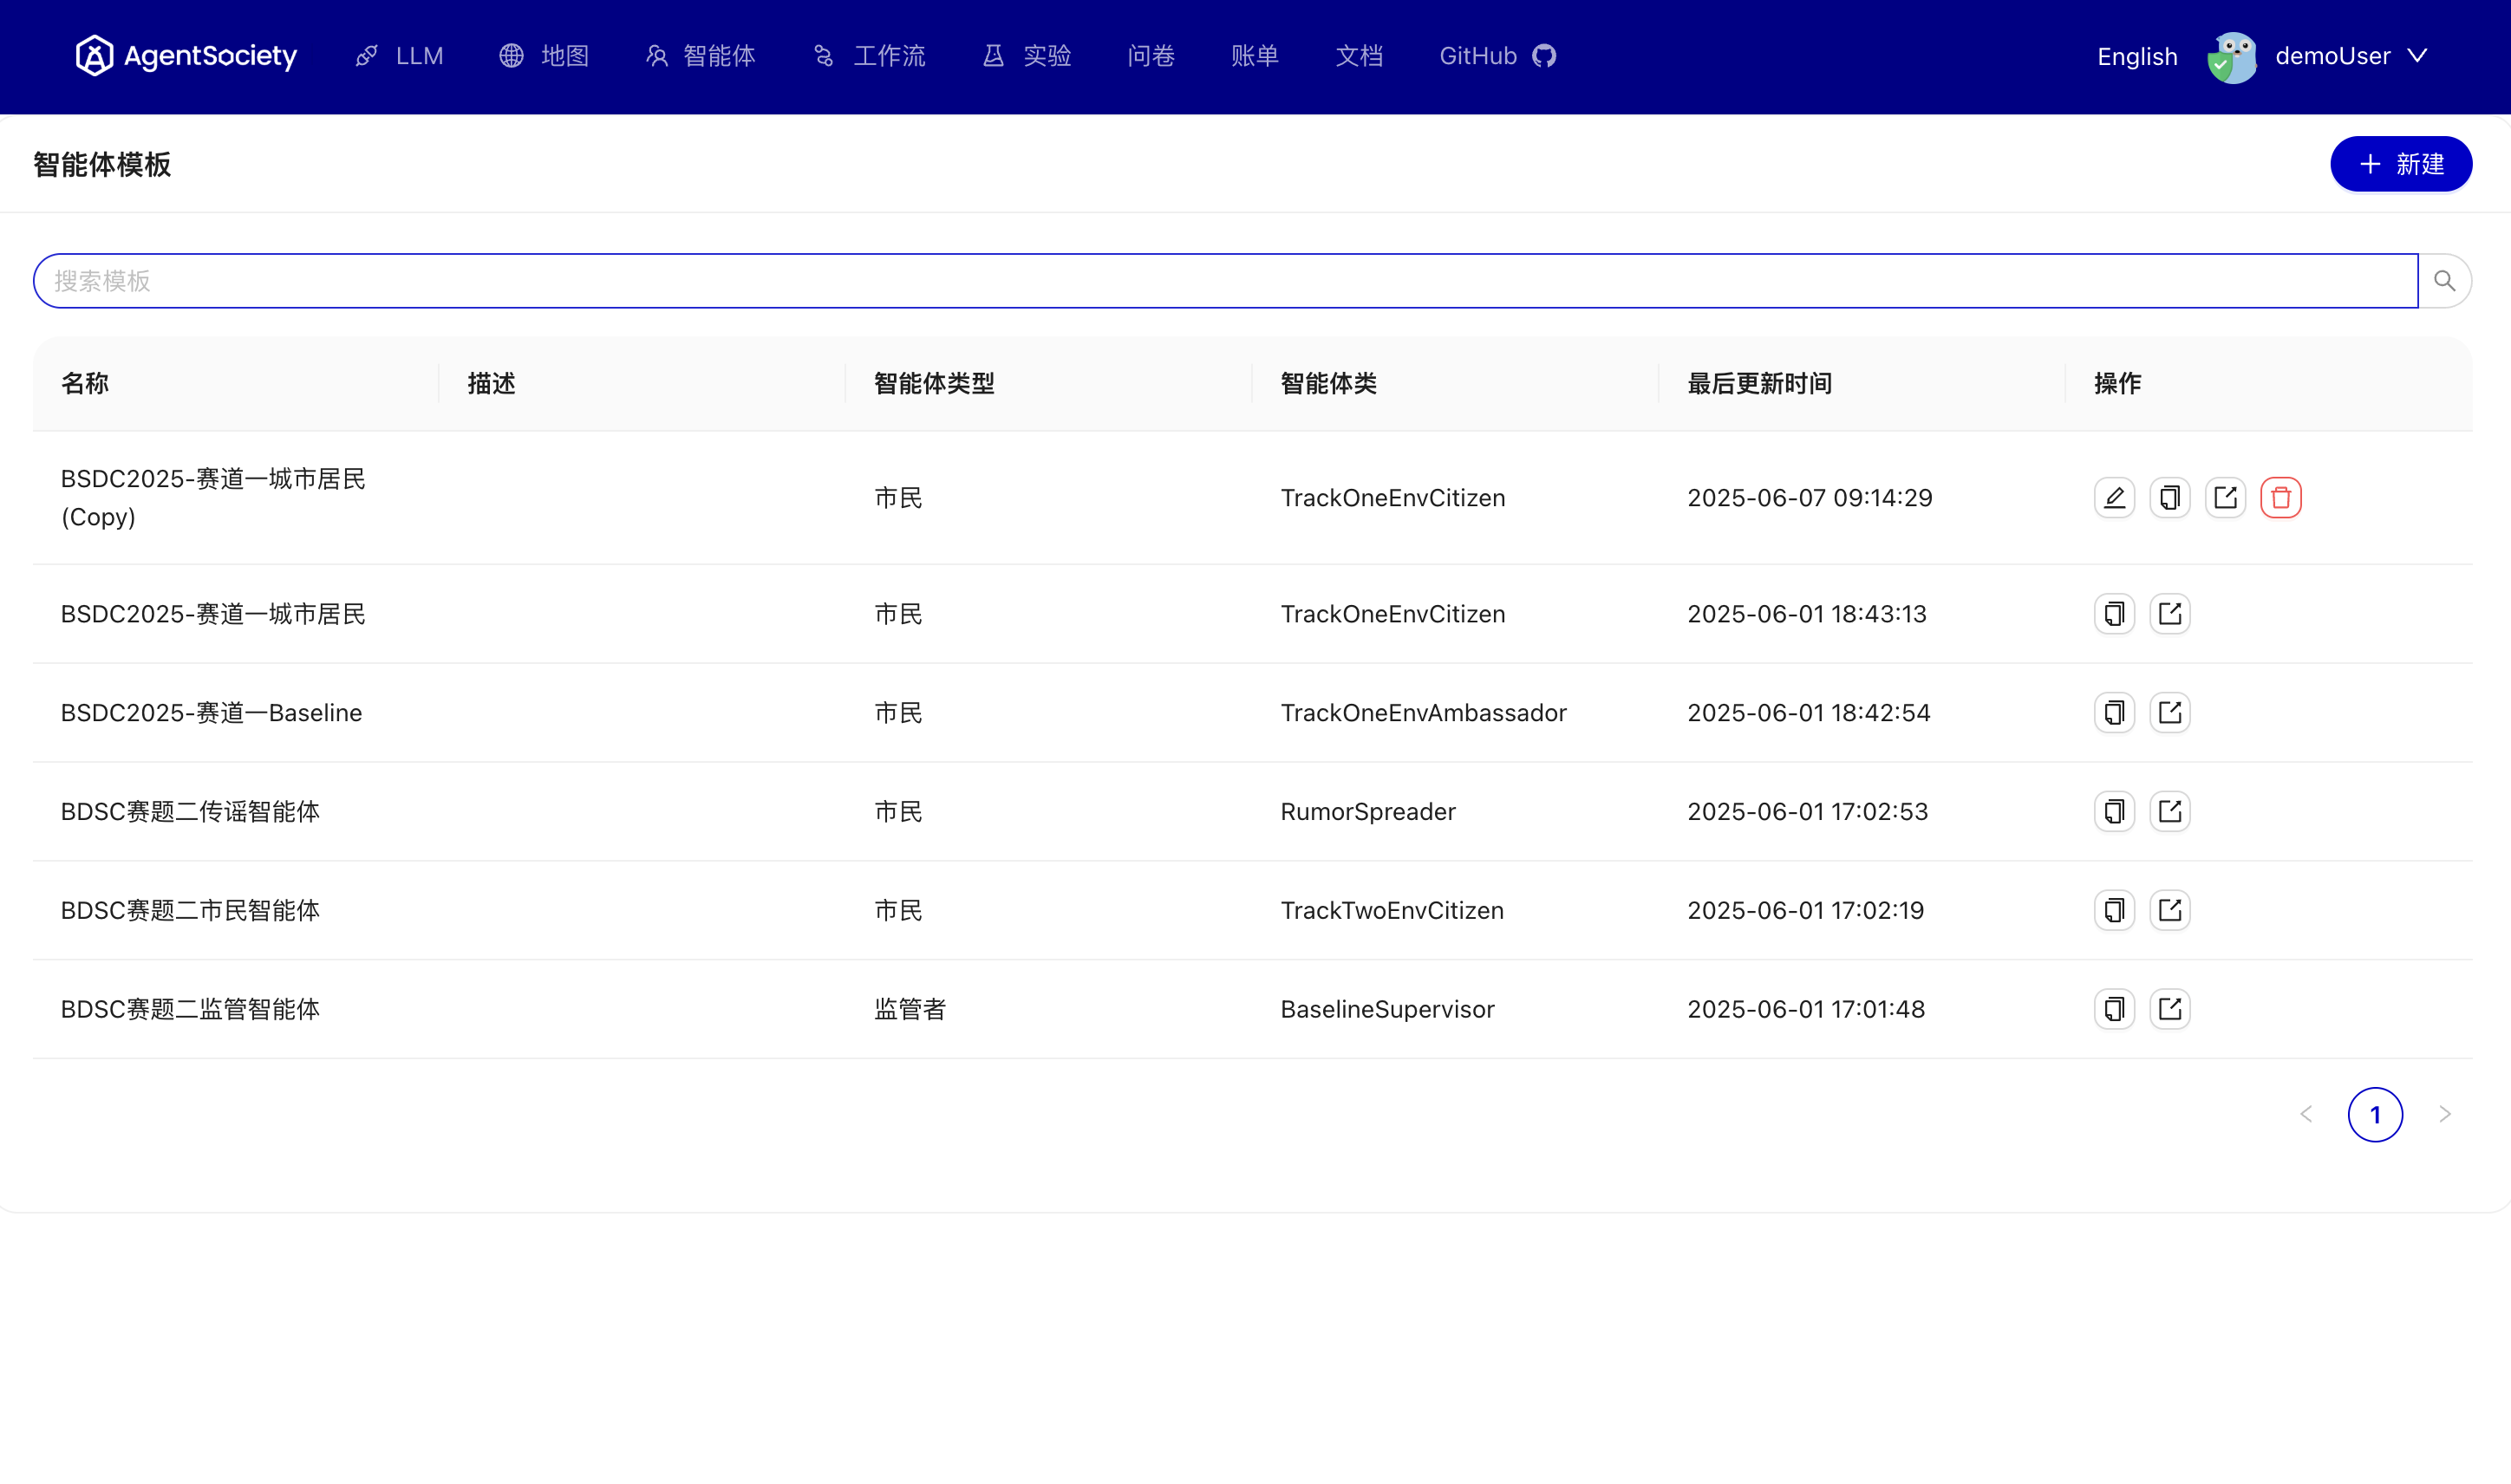 AgentSociety LLM 地图 智能体 工作流 实验 问卷 账单 文档 GitHub English demoUser
智能体模板 新建
搜索模板
名称 描述 智能体类型 智能体类 最后更新时间 操作
BSDC2025-赛道一城市居民
(Copy) 市民 TrackOneEnvCitizen 2025-06-07 09:14:29
BSDC2025-赛道一城市居民 市民 TrackOneEnvCitizen 2025-06-01 18:43:13
BSDC2025-赛道一Baseline 市民 TrackOneEnvAmbassador 2025-06-01 18:42:54
BDSC赛题二传谣智能体 市民 RumorSpreader 2025-06-01 17:02:53
BDSC赛题二市民智能体 市民 TrackTwoEnvCitizen 2025-06-01 17:02:19
BDSC赛题二监管智能体 监管者 BaselineSupervisor 2025-06-01 17:01:48
1